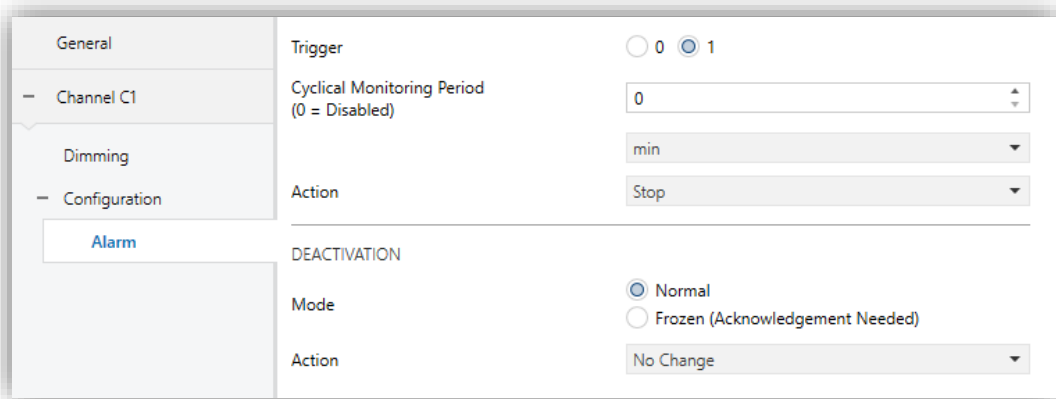 General
Channel C1
Dimming
Configuration
Alarm
Trigger
0 1
Cyclical Monitoring Period
(0 = Disabled)
0
min
Action
Stop
DEACTIVATION
Mode
Normal
Frozen (Acknowledgement Needed)
Action
No Change